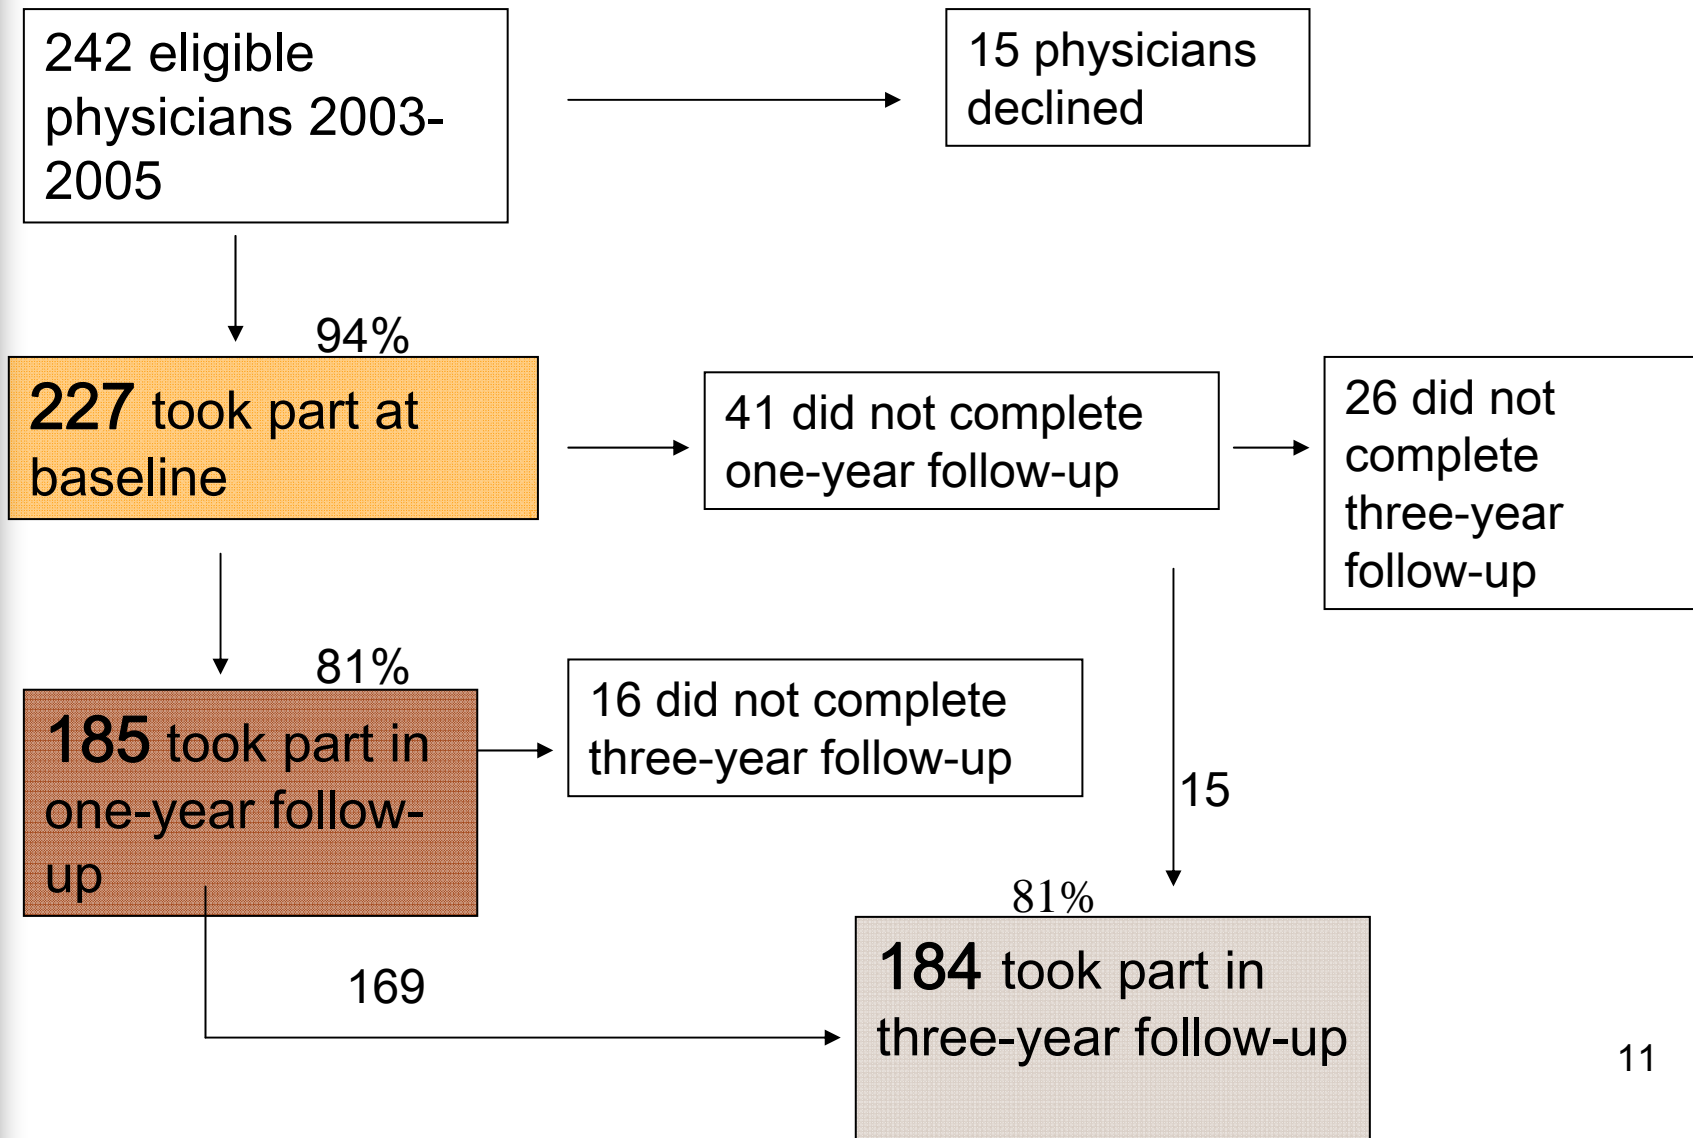 242 eligible
physicians 2003-
2005
15 physicians
declined
94%
227 took part at
baseline
41 did not complete
one-year follow-up
26 did not
complete
three-year
follow-up
81%
185 took part in
one-year follow-
up
16 did not complete
three-year follow-up
15
169
81%
184 took part in
three-year follow-up
11